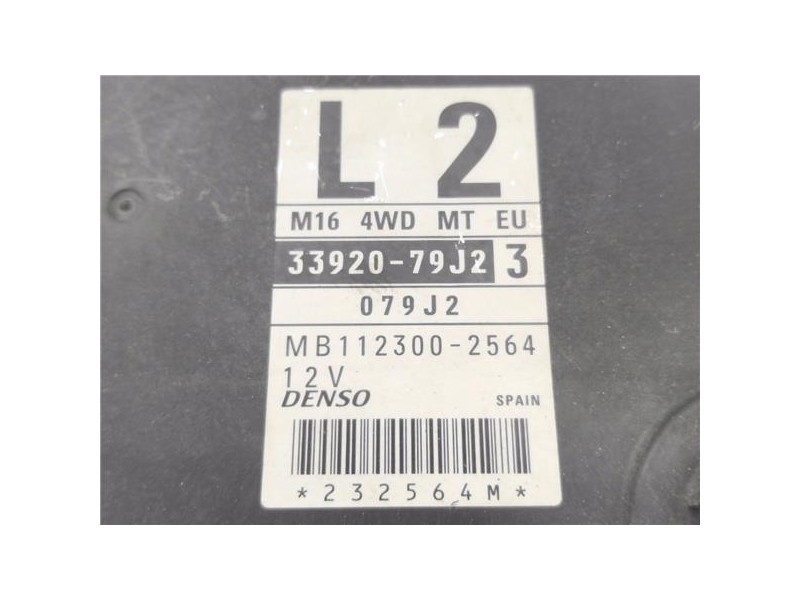 L 2
M16 4WD MT EU
33920-79J2 3
079J2
MB112300-2564
12V
DENSO SPAIN
*232564M*